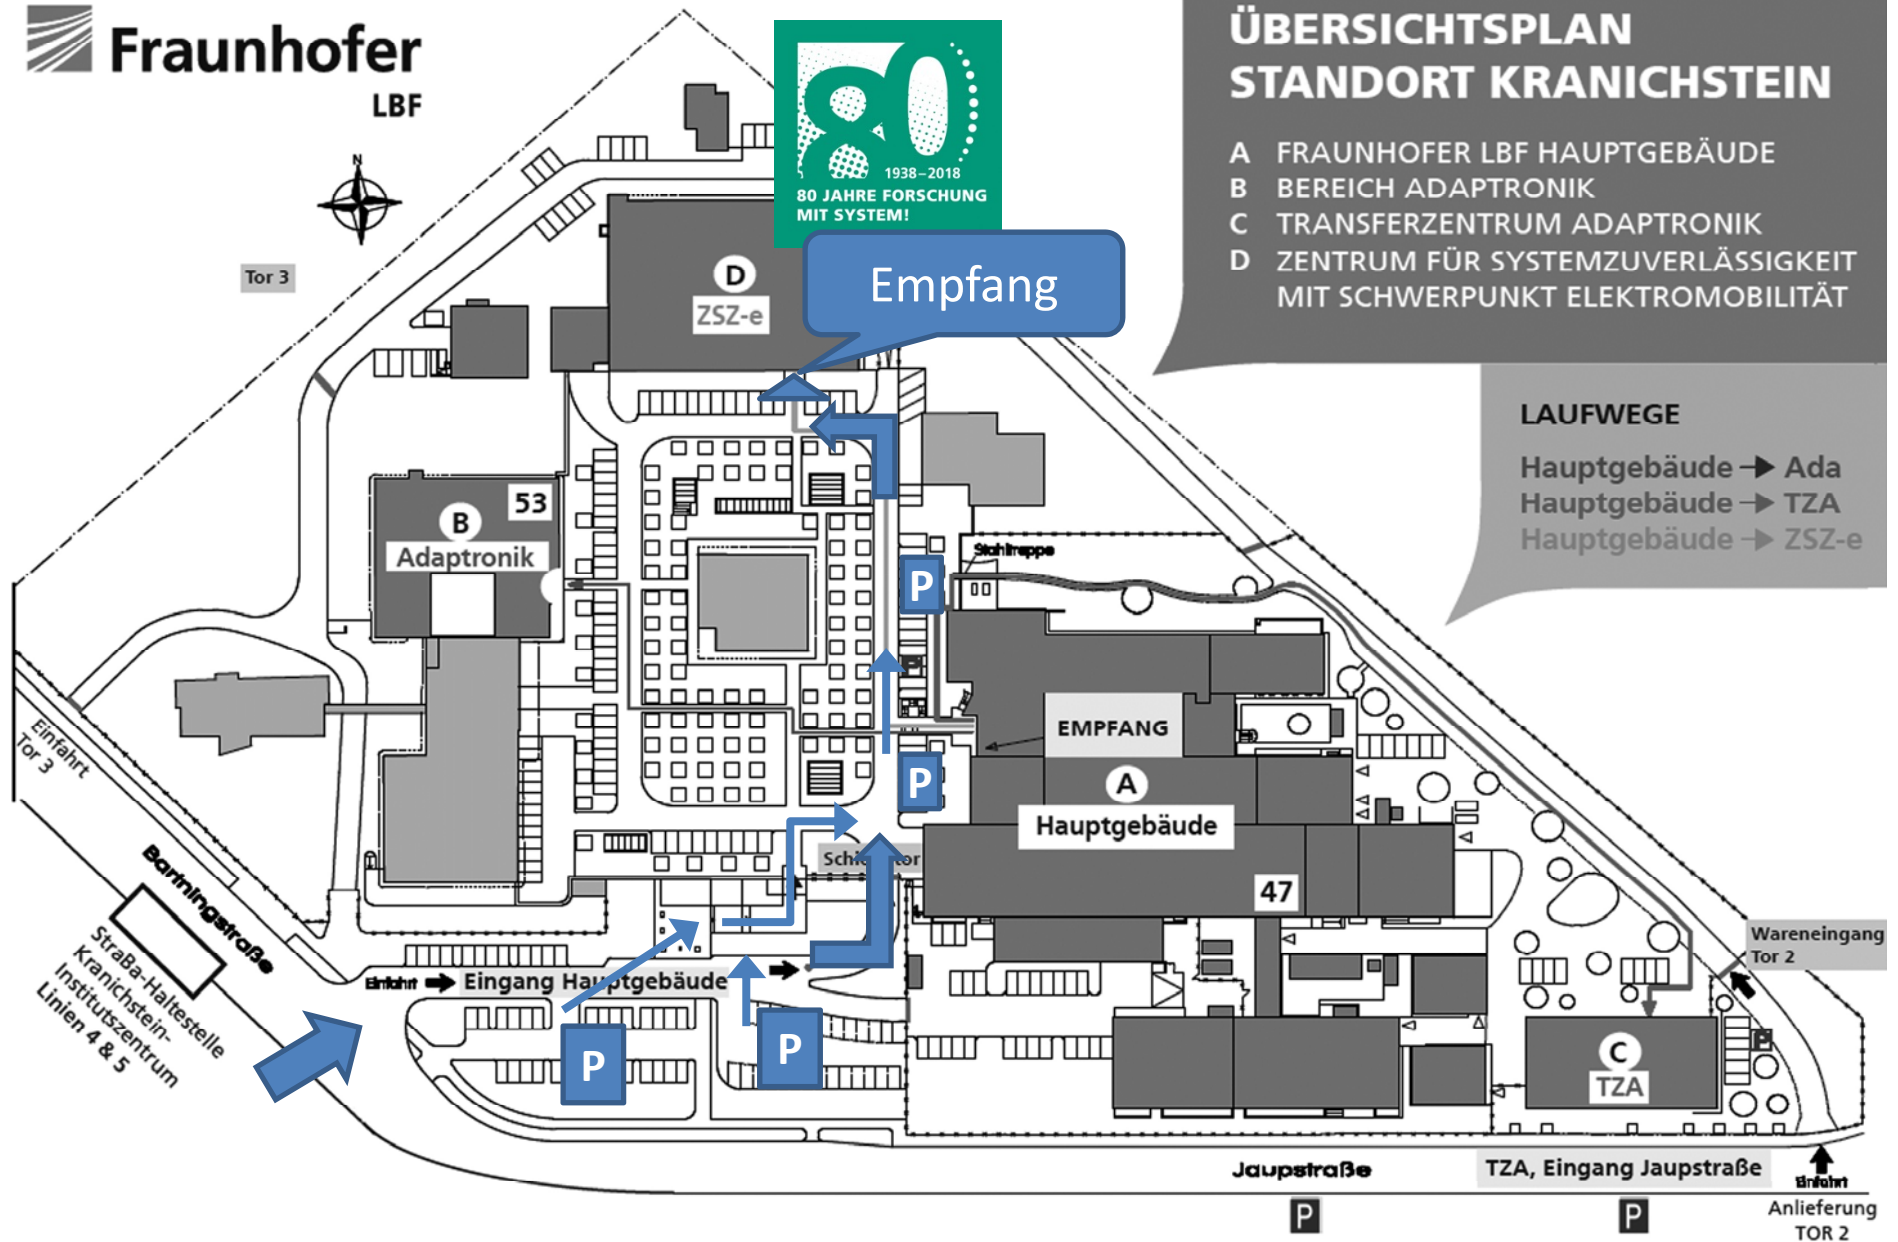 Fraunhofer
LBF
N
80
1938–2018
80 JAHRE FORSCHUNG
MIT SYSTEM!
ÜBERSICHTSPLAN
STANDORT KRANICHSTEIN
A FRAUNHOFER LBF HAUPTGEBÄUDE
B BEREICH ADAPTRONIK
C TRANSFERZENTRUM ADAPTRONIK
D ZENTRUM FÜR SYSTEMZUVERLÄSSIGKEIT
MIT SCHWERPUNKT ELEKTROMOBILITÄT
LAUFWEGE
Hauptgebäude → Ada
Hauptgebäude → TZA
Hauptgebäude → ZSZ-e
Tor 3
D
ZSZ-e
Empfang
53
B
Adaptronik
Stahltreppe
P
EMPFANG
P
A
Hauptgebäude
47
Einfahrt
Tor 3
Bartningstraße
StraBa-Haltestelle
Kranichstein-
Institutszentrum
Linien 4 & 5
Einfahrt
Eingang Hauptgebäude
P
P
Wareneingang
Tor 2
C
TZA
P
Jaupstraße
TZA, Eingang Jaupstraße
Einfahrt
Anlieferung
TOR 2
P
P